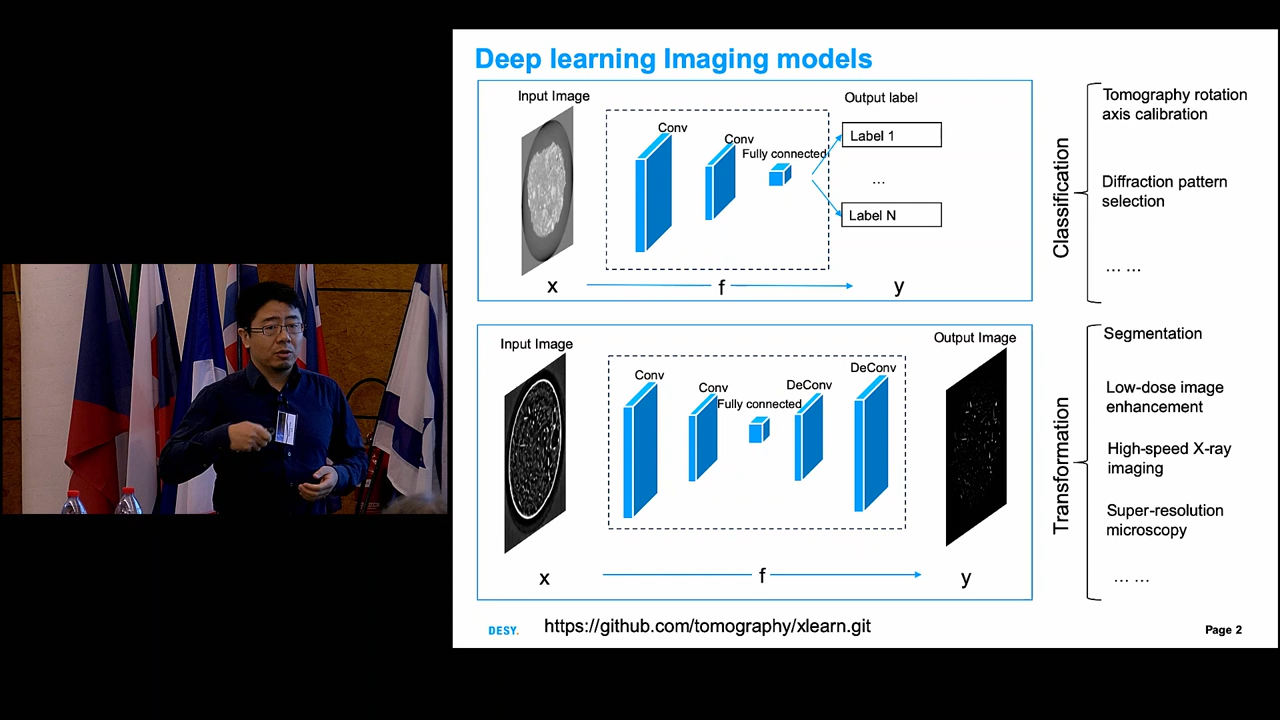 Deep learning Imaging models
Input Image
Conv
Conv
Fully connected
Output label
Label 1
...
Label N
x
f
y
Classification
Tomography rotation
axis calibration
Diffraction pattern
selection
... ...
Input Image
Conv
Conv
Fully connected
DeConv
DeConv
Output Image
x
f
y
Transformation
Segmentation
Low-dose image
enhancement
High-speed X-ray
imaging
Super-resolution
microscopy
... ...
DESY.
https://github.com/tomography/xlearn.git
Page 2